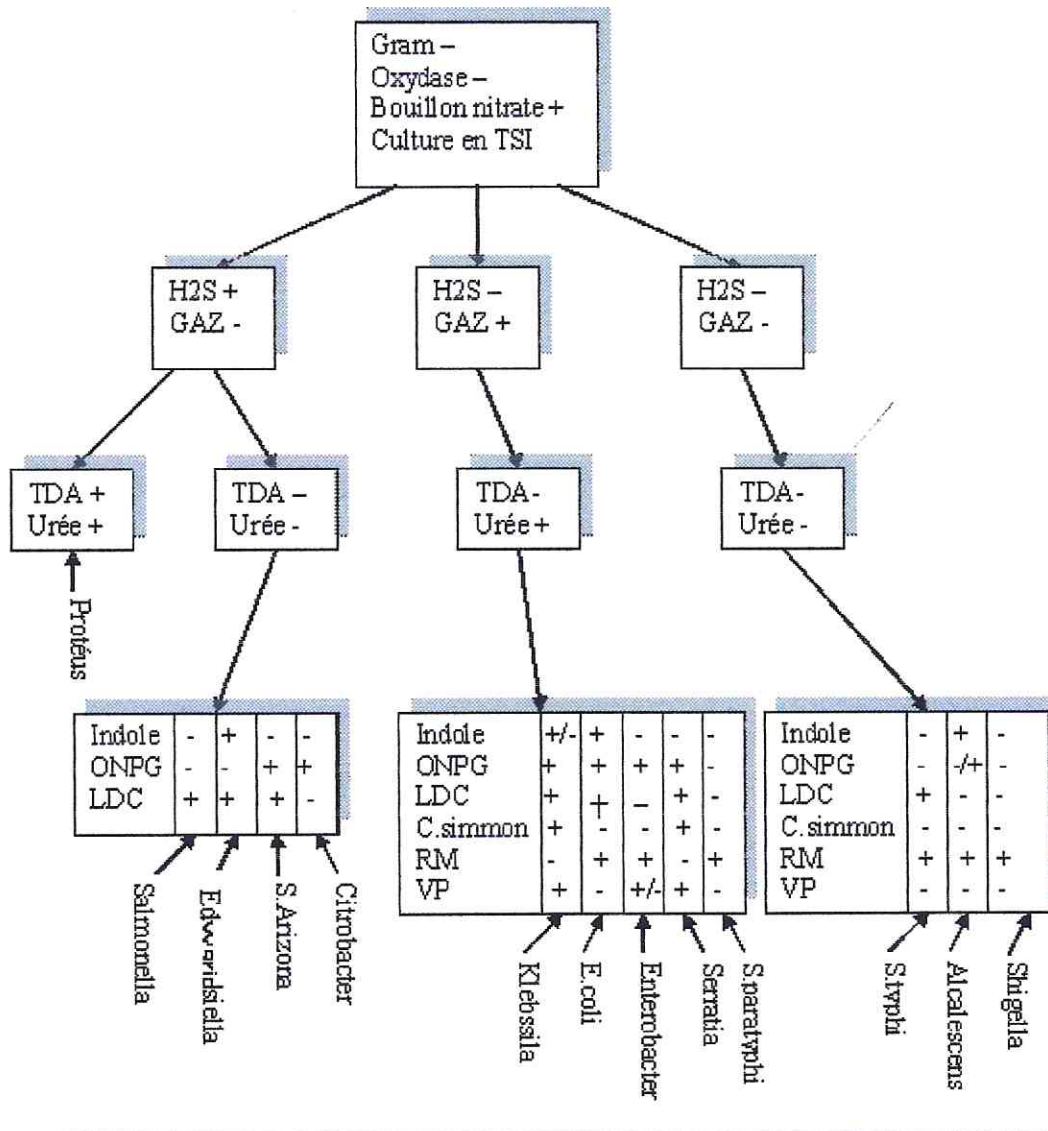 Gram –
Oxydase –
Bouillon nitrate +
Culture en TSI
H2S +
GAZ -
H2S –
GAZ +
H2S –
GAZ -
TDA +
Urée +
TDA –
Urée -
TDA-
Urée +
TDA-
Urée -
Protéus
Indole - + - -
ONPG - - + +
LDC + + + -
Salmonella
Edwaridsiella
S.Arizona
Citrobacter
Indole +/- + - - -
ONPG + + + + -
LDC + + – + -
C.simmon + - - + -
RM - + + - +
VP + - +/- + -
Klebssila
E.coli
Enterobacter
Serratia
S.paratyphi
Indole - + -
ONPG - -/+ -
LDC + - -
C.simmon - - -
RM + + +
VP - - -
S.typhi
Alcalescens
Shigella